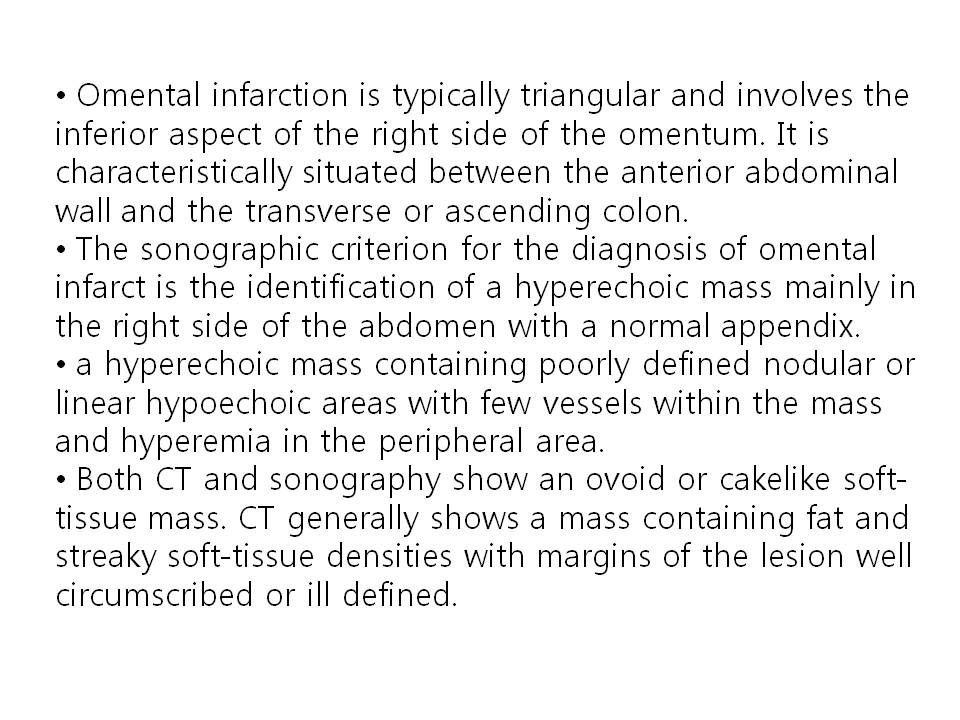 • Omental infarction is typically triangular and involves the
inferior aspect of the right side of the omentum. It is
characteristically situated between the anterior abdominal
wall and the transverse or ascending colon.
• The sonographic criterion for the diagnosis of omental
infarct is the identification of a hyperechoic mass mainly in
the right side of the abdomen with a normal appendix.
• a hyperechoic mass containing poorly defined nodular or
linear hypoechoic areas with few vessels within the mass
and hyperemia in the peripheral area.
• Both CT and sonography show an ovoid or cakelike soft-
tissue mass. CT generally shows a mass containing fat and
streaky soft-tissue densities with margins of the lesion well
circumscribed or ill defined.